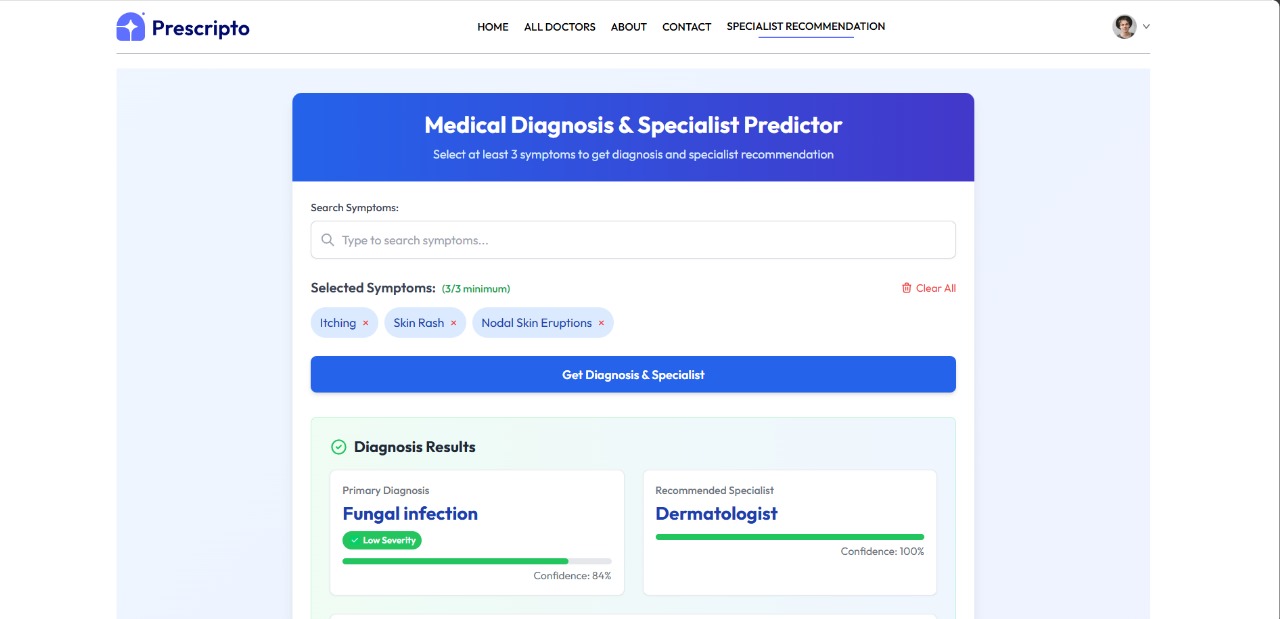 Prescripto
HOME ALL DOCTORS ABOUT CONTACT SPECIALIST RECOMMENDATION
Medical Diagnosis & Specialist Predictor
Select at least 3 symptoms to get diagnosis and specialist recommendation
Search Symptoms:
Type to search symptoms...
Selected Symptoms: (3/3 minimum) Clear All
Itching × Skin Rash × Nodal Skin Eruptions ×
Get Diagnosis & Specialist
Diagnosis Results
Primary Diagnosis
Fungal infection
Low Severity
Confidence: 84%
Recommended Specialist
Dermatologist
Confidence: 100%